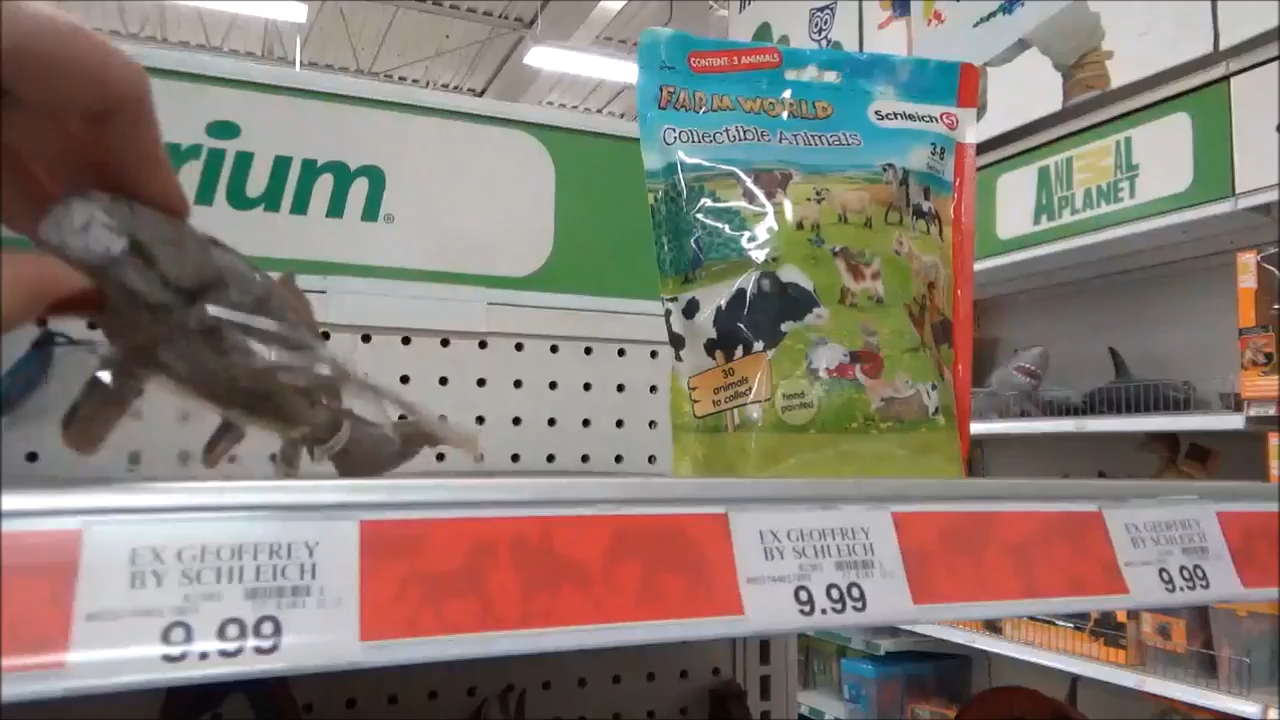 rium®
CONTENT: 3 ANIMALS
FARM WORLD
Schleich S
Collectible Animals
3-8
30
animals
to collect
hand-
painted
ANIMAL
PLANET
EX GEOFFREY
BY SCHLEICH
9.99
EX GEOFFREY
BY SCHLEICH
9.99
EX GEOFFREY
BY SCHLEICH
9.99